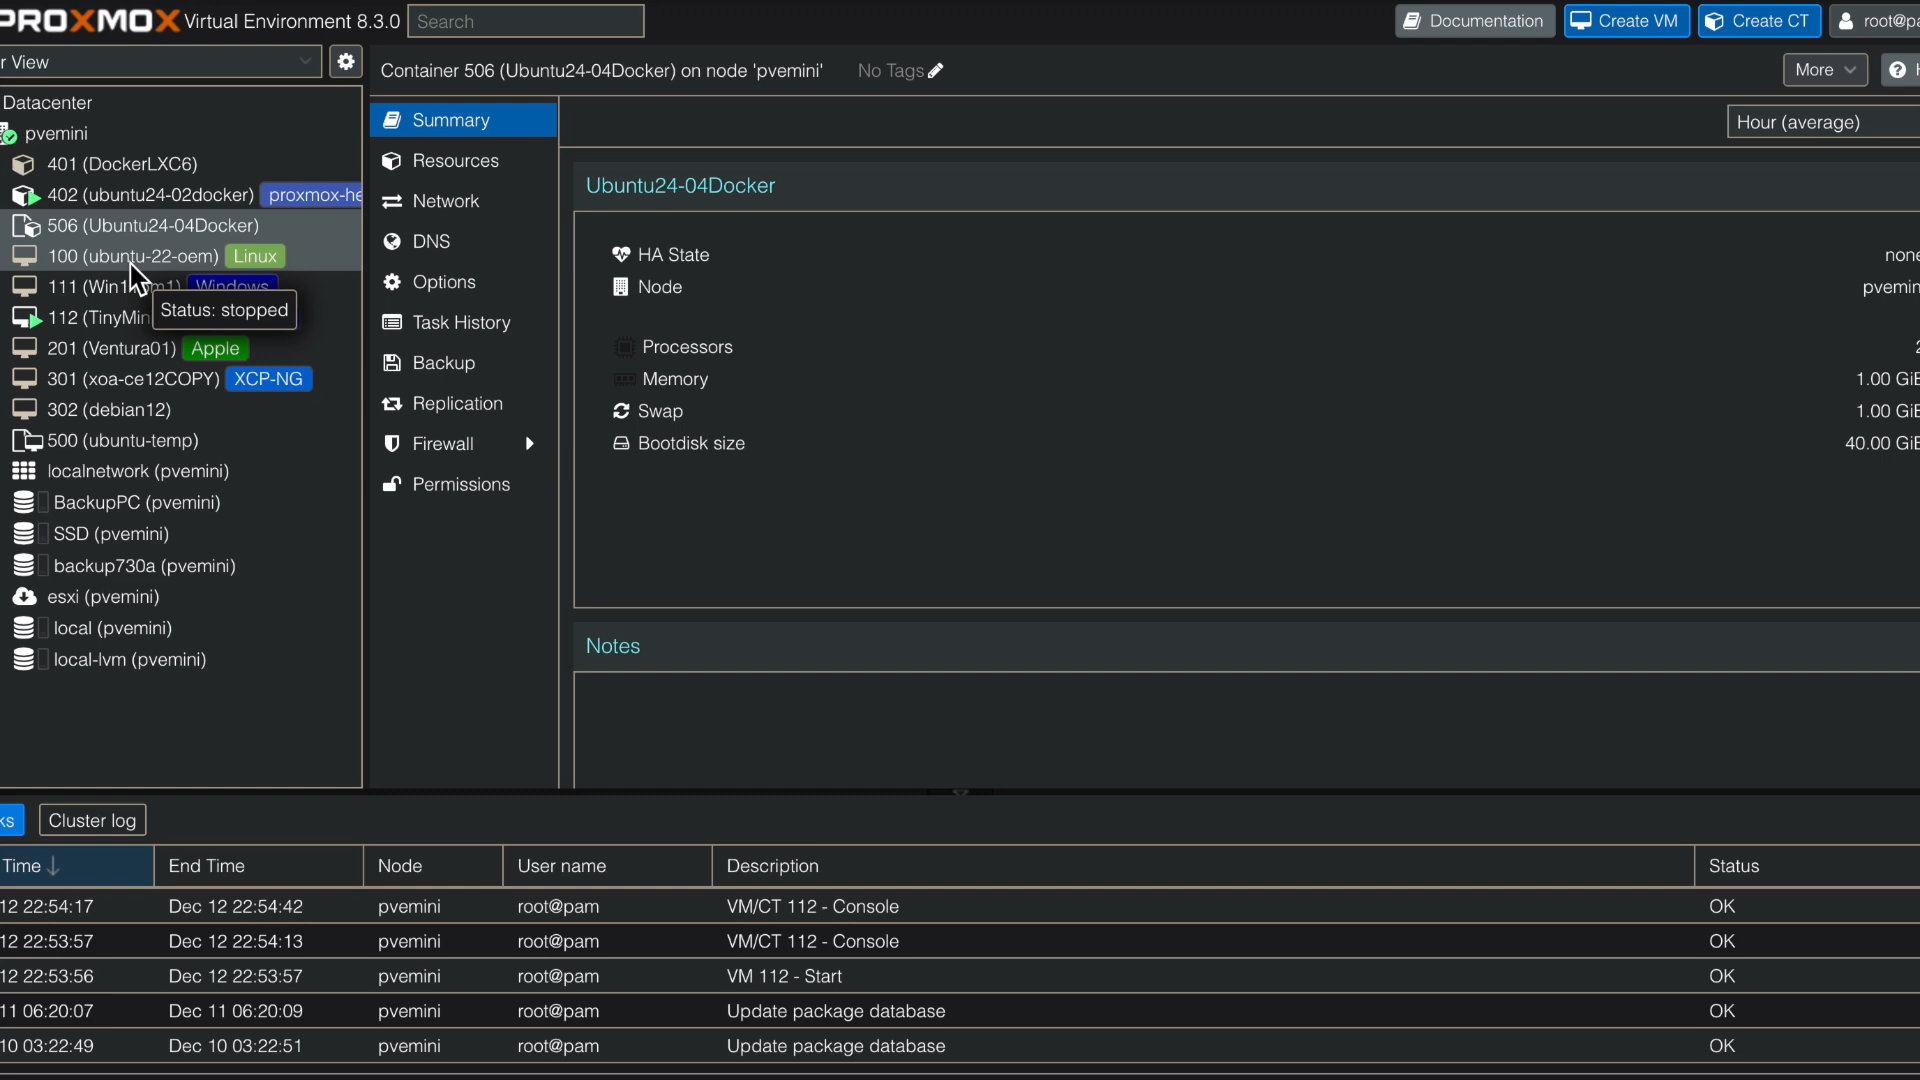 PROXMOX Virtual Environment 8.3.0 Search Documentation Create VM Create CT root@pa
r View
Container 506 (Ubuntu24-04Docker) on node 'pvemini' No Tags More H
Datacenter
pvemini
401 (DockerLXC6)
402 (ubuntu24-02docker) proxmox-he
506 (Ubuntu24-04Docker)
100 (ubuntu-22-oem) Linux
111 (Win1 Windows
Status: stopped
112 (TinyMin
201 (Ventura01) Apple
301 (xoa-ce12COPY) XCP-NG
302 (debian12)
500 (ubuntu-temp)
localnetwork (pvemini)
BackupPC (pvemini)
SSD (pvemini)
backup730a (pvemini)
esxi (pvemini)
local (pvemini)
local-lvm (pvemini)
Summary
Resources
Network
DNS
Options
Task History
Backup
Replication
Firewall
Permissions
Hour (average)
Ubuntu24-04Docker
HA State none
Node pvemin
Processors 2
Memory 1.00 GiB
Swap 1.00 GiB
Bootdisk size 40.00 GiB
Notes
ks Cluster log
Time End Time Node User name Description Status
12 22:54:17 Dec 12 22:54:42 pvemini root@pam VM/CT 112 - Console OK
12 22:53:57 Dec 12 22:54:13 pvemini root@pam VM/CT 112 - Console OK
12 22:53:56 Dec 12 22:53:57 pvemini root@pam VM 112 - Start OK
11 06:20:07 Dec 11 06:20:09 pvemini root@pam Update package database OK
10 03:22:49 Dec 10 03:22:51 pvemini root@pam Update package database OK